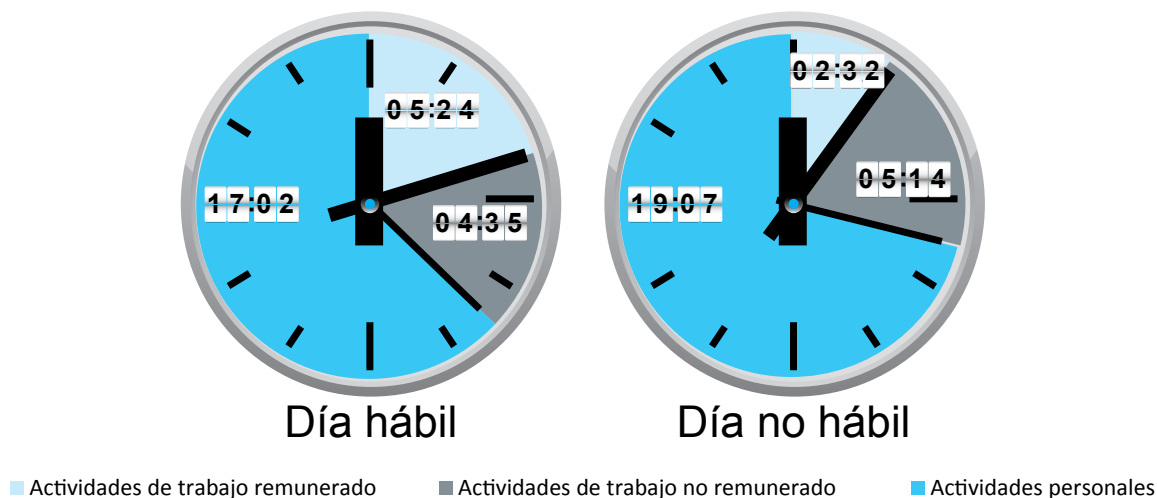 05:24
17:02
04:35
Día hábil
02:32
05:14
19:07
Día no hábil
Actividades de trabajo remunerado
Actividades de trabajo no remunerado
Actividades personales